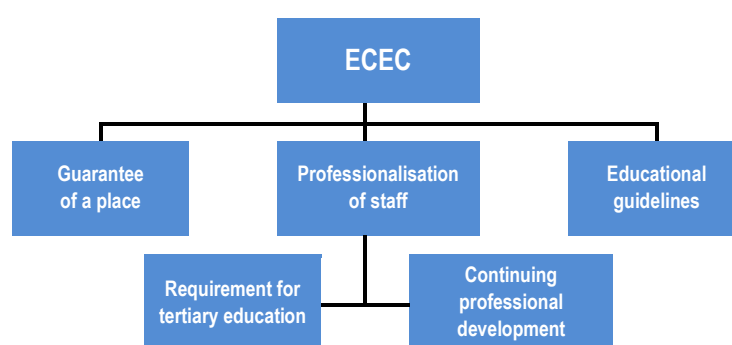 ECEC
Guarantee
of a place
Professionalisation
of staff
Educational
guidelines
Requirement for
tertiary education
Continuing
professional
development